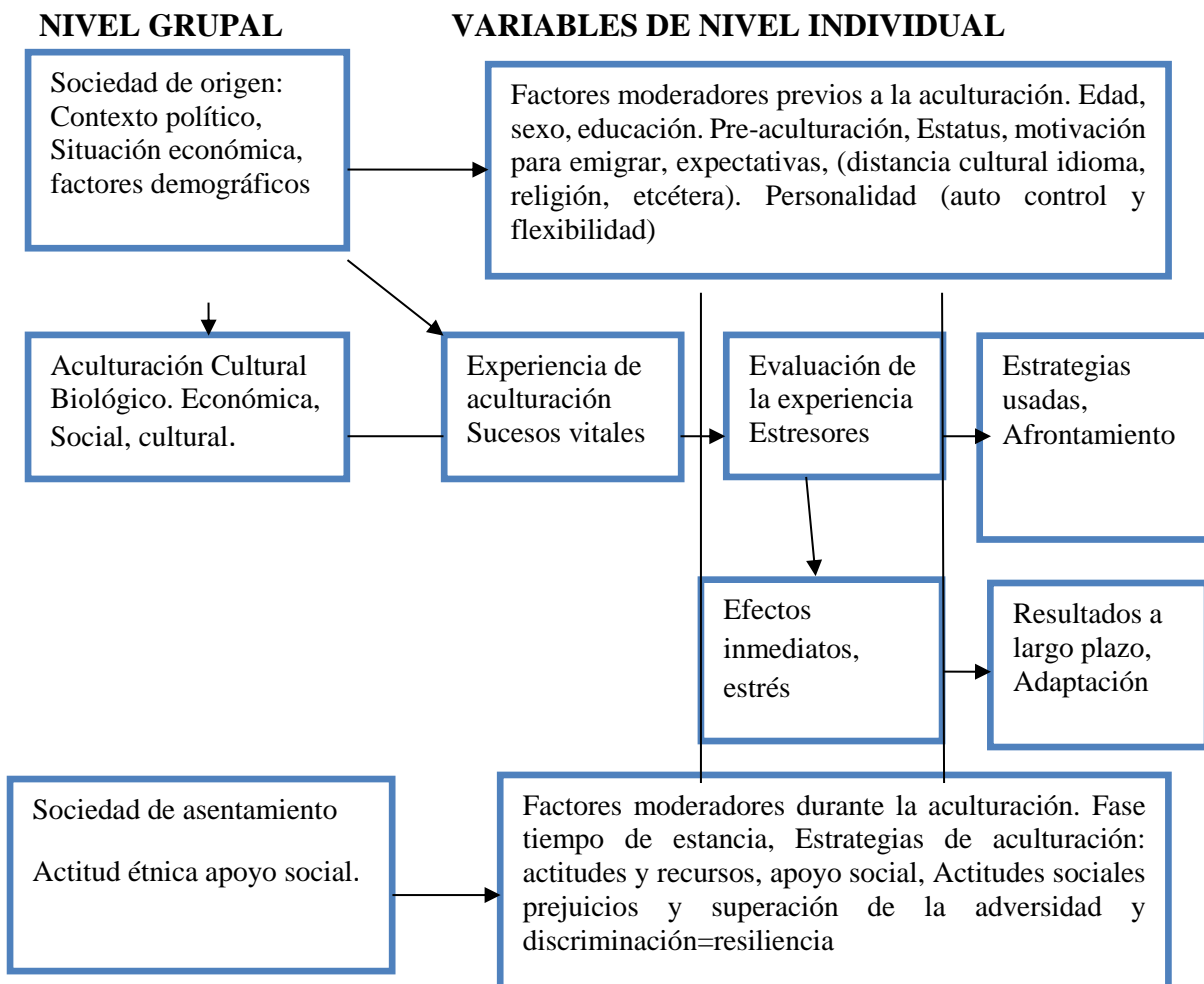 NIVEL GRUPAL
VARIABLES DE NIVEL INDIVIDUAL
Sociedad de origen:
Contexto político,
Situación económica,
factores demográficos
Factores moderadores previos a la aculturación. Edad,
sexo, educación. Pre-aculturación, Estatus, motivación
para emigrar, expectativas, (distancia cultural idioma,
religión, etcétera). Personalidad (auto control y
flexibilidad)
Aculturación Cultural
Biológico. Económica,
Social, cultural.
Experiencia de
aculturación
Sucesos vitales
Evaluación de
la experiencia
Estresores
Estrategias
usadas,
Afrontamiento
Efectos
inmediatos,
estrés
Resultados a
largo plazo,
Adaptación
Sociedad de asentamiento
Actitud étnica apoyo social.
Factores moderadores durante la aculturación. Fase
tiempo de estancia, Estrategias de aculturación:
actitudes y recursos, apoyo social, Actitudes sociales
prejuicios y superación de la adversidad y
discriminación=resiliencia